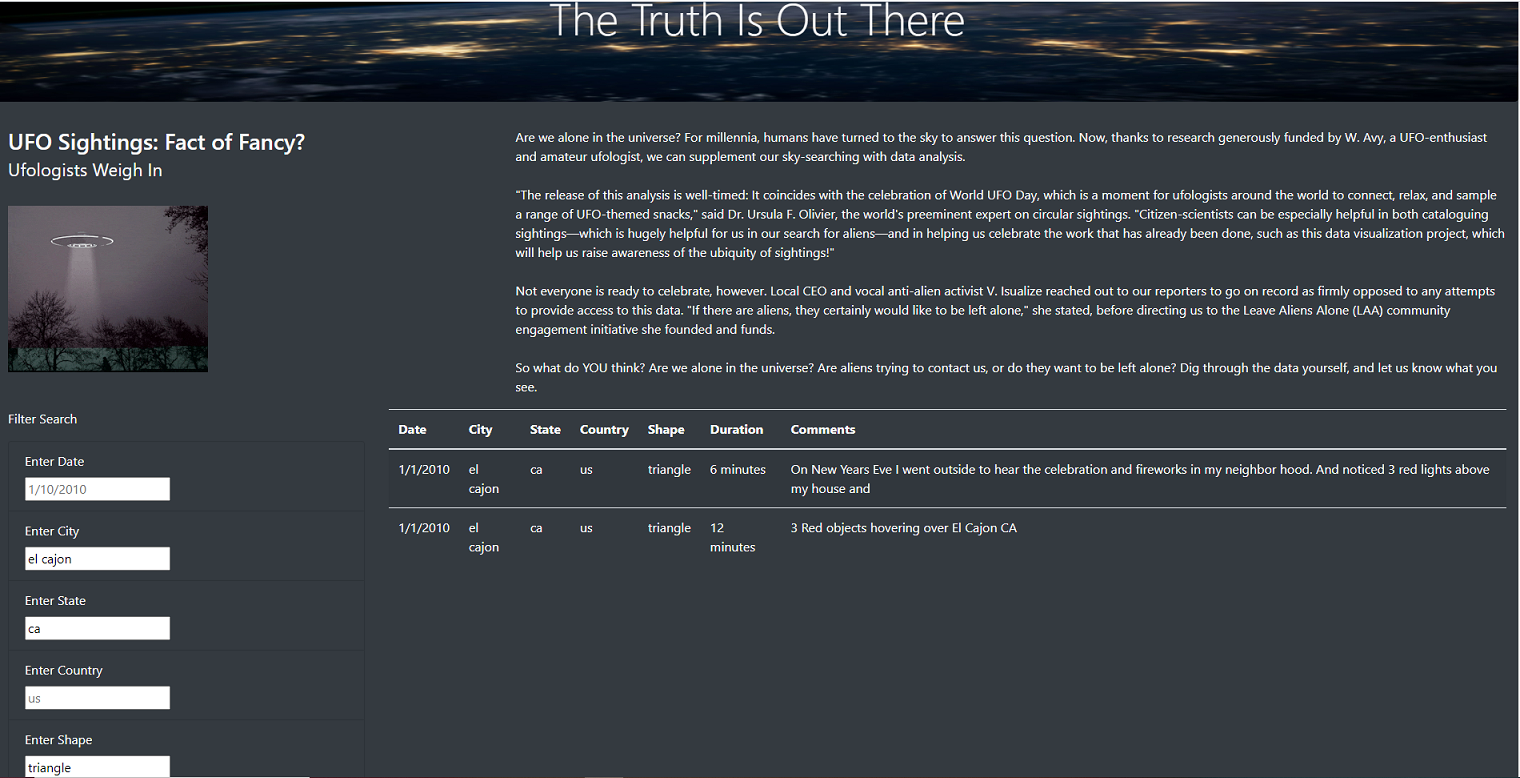 The Truth Is Out There
UFO Sightings: Fact of Fancy?
Ufologists Weigh In
Are we alone in the universe? For millennia, humans have turned to the sky to answer this question. Now, thanks to research generously funded by W. Avy, a UFO-enthusiast
and amateur ufologist, we can supplement our sky-searching with data analysis.
"The release of this analysis is well-timed: It coincides with the celebration of World UFO Day, which is a moment for ufologists around the world to connect, relax, and sample
a range of UFO-themed snacks," said Dr. Ursula F. Olivier, the world's preeminent expert on circular sightings. "Citizen-scientists can be especially helpful in both cataloguing
sightings—which is hugely helpful for us in our search for aliens—and in helping us celebrate the work that has already been done, such as this data visualization project, which
will help us raise awareness of the ubiquity of sightings!"
Not everyone is ready to celebrate, however. Local CEO and vocal anti-alien activist V. Isualize reached out to our reporters to go on record as firmly opposed to any attempts
to provide access to this data. "If there are aliens, they certainly would like to be left alone," she stated, before directing us to the Leave Aliens Alone (LAA) community
engagement initiative she founded and funds.
So what do YOU think? Are we alone in the universe? Are aliens trying to contact us, or do they want to be left alone? Dig through the data yourself, and let us know what you
see.
Filter Search
Enter Date
1/10/2010
Enter City
el cajon
Enter State
ca
Enter Country
us
Enter Shape
triangle
Date City State Country Shape Duration Comments
1/1/2010 el ca us triangle 6 minutes On New Years Eve I went outside to hear the celebration and fireworks in my neighbor hood. And noticed 3 red lights above
cajon my house and
1/1/2010 el ca us triangle 12 3 Red objects hovering over El Cajon CA
cajon minutes